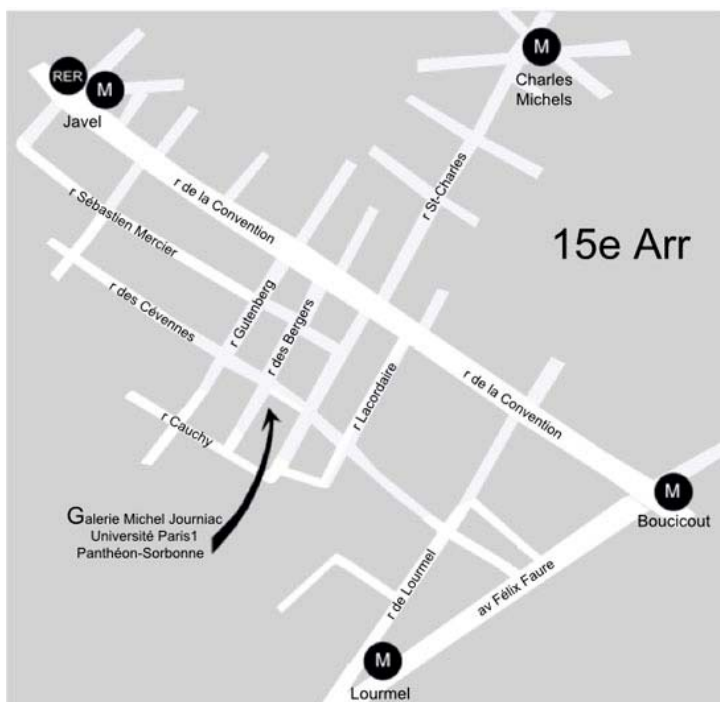 M
Charles
Michels
RER
M
Javel
r St-Charles
r de la Convention
r Sébastien Mercier
15e Arr
r des Cévennes
r Gutenberg
r des Bergers
r Lacordaire
r de la Convention
r Cauchy
M
Boucicout
Galerie Michel Journiac
Université Paris1
Panthéon-Sorbonne
r de Lourmel
av Félix Faure
M
Lourmel